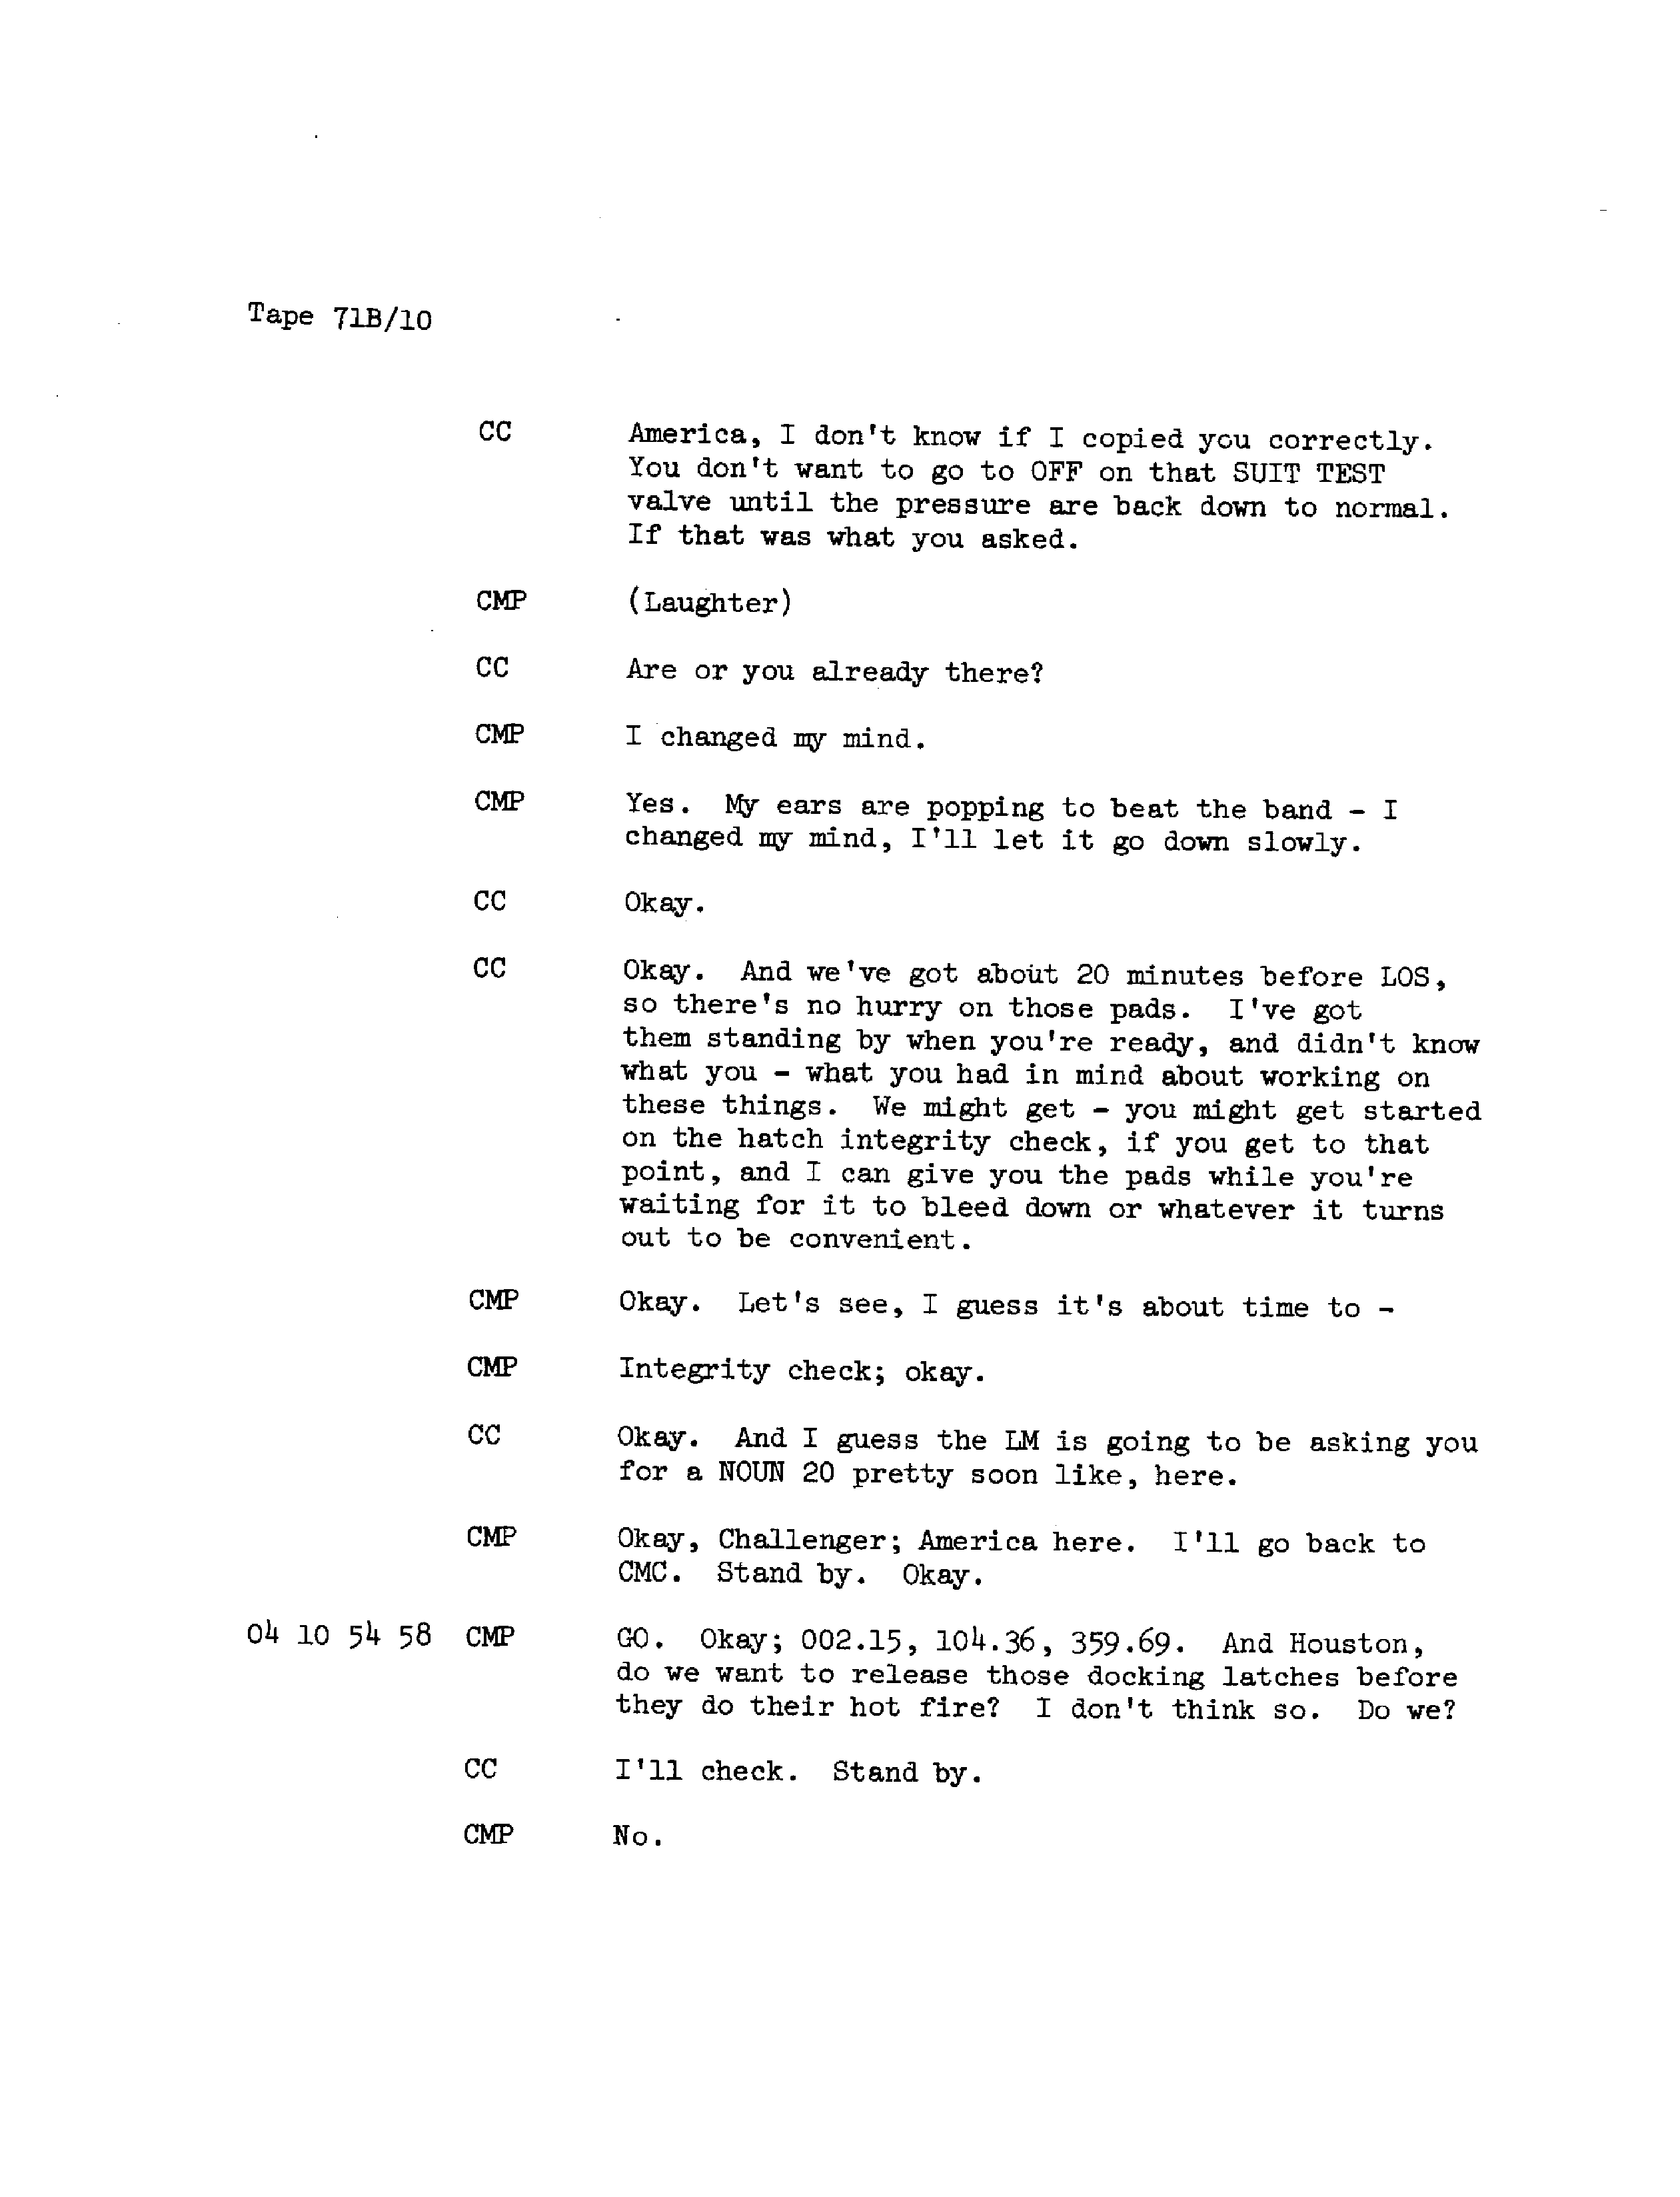 Tape 71B/10
CC America, I don't know if I copied you correctly.
You don't want to go to OFF on that SUIT TEST
valve until the pressure are back down to normal.
If that was what you asked.
CMP (Laughter)
CC Are or you already there?
CMP I changed my mind.
CMP Yes. My ears are popping to beat the band - I
changed my mind, I'll let it go down slowly.
CC Okay.
CC Okay. And we've got about 20 minutes before LOS,
so there's no hurry on those pads. I've got
them standing by when you're ready, and didn't know
what you - what you had in mind about working on
these things. We might get - you might get started
on the hatch integrity check, if you get to that
point, and I can give you the pads while you're
waiting for it to bleed down or whatever it turns
out to be convenient.
CMP Okay. Let's see, I guess it's about time to -
CMP Integrity check; okay.
CC Okay. And I guess the LM is going to be asking you
for a NOUN 20 pretty soon like, here.
CMP Okay, Challenger; America here. I'll go back to
CMC. Stand by. Okay.
04 10 54 58 CMP GO. Okay; 002.15, 104.36, 359.69. And Houston,
do we want to release those docking latches before
they do their hot fire? I don't think so. Do we?
CC I'll check. Stand by.
CMP No.